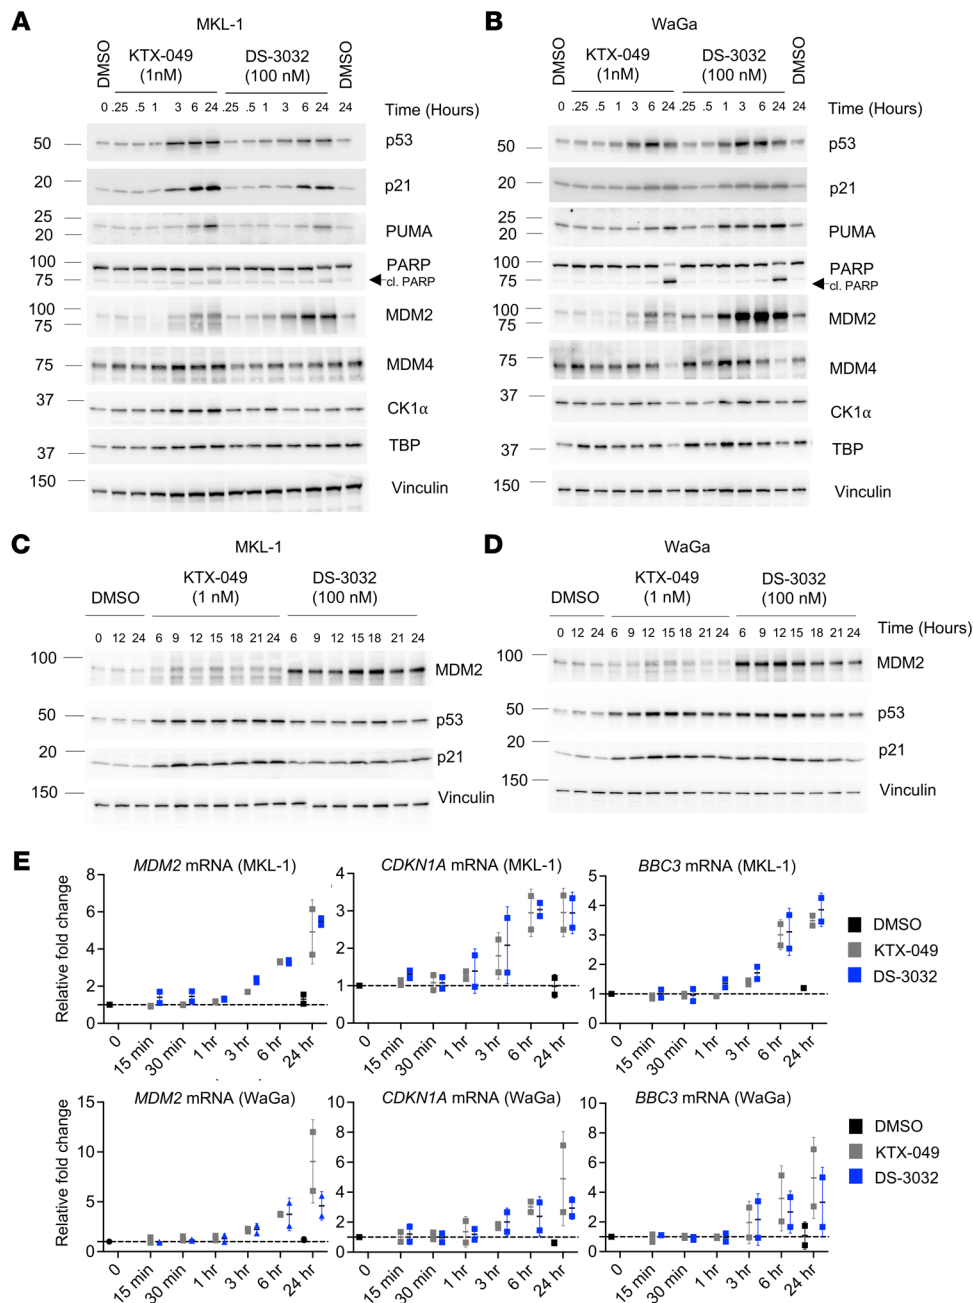 A
MKL-1
DMSO
KTX-049
(1nM)
DS-3032
(100 nM)
DMSO
0 .25 .5 1 3 6 24 .25 .5 1 3 6 24 24 Time (Hours)
50 p53
20 p21
25
20 PUMA
100 PARP
75 cl. PARP
100
75 MDM2
75 MDM4
37 CK1α
37 TBP
150 Vinculin
B
WaGa
DMSO
KTX-049
(1nM)
DS-3032
(100 nM)
DMSO
0 .25 .5 1 3 6 24 .25 .5 1 3 6 24 24 Time (Hours)
50 p53
20 p21
25
20 PUMA
100 PARP
75 cl. PARP
100
75 MDM2
75 MDM4
37 CK1α
37 TBP
150 Vinculin
C
MKL-1
DMSO
KTX-049
(1 nM)
DS-3032
(100 nM)
0 12 24 6 9 12 15 18 21 24 6 9 12 15 18 21 24
100 MDM2
50 p53
20 p21
150 Vinculin
D
WaGa
DMSO
KTX-049
(1 nM)
DS-3032
(100 nM)
0 12 24 6 9 12 15 18 21 24 6 9 12 15 18 21 24 Time (Hours)
100 MDM2
50 p53
20 p21
150 Vinculin
E
MDM2 mRNA (MKL-1)
Relative fold change
8
6
4
2
0
0 15 min 30 min 1 hr 3 hr 6 hr 24 hr
CDKN1A mRNA (MKL-1)
4
3
2
1
0
0 15 min 30 min 1 hr 3 hr 6 hr 24 hr
BBC3 mRNA (MKL-1)
5
4
3
2
1
0
0 15 min 30 min 1 hr 3 hr 6 hr 24 hr
DMSO
KTX-049
DS-3032
MDM2 mRNA (WaGa)
Relative fold change
15
10
5
0
0 15 min 30 min 1 hr 3 hr 6 hr 24 hr
CDKN1A mRNA (WaGa)
10
8
6
4
2
0
0 15 min 30 min 1 hr 3 hr 6 hr 24 hr
BBC3 mRNA (WaGa)
10
8
6
4
2
0
0 15 min 30 min 1 hr 3 hr 6 hr 24 hr
DMSO
KTX-049
DS-3032